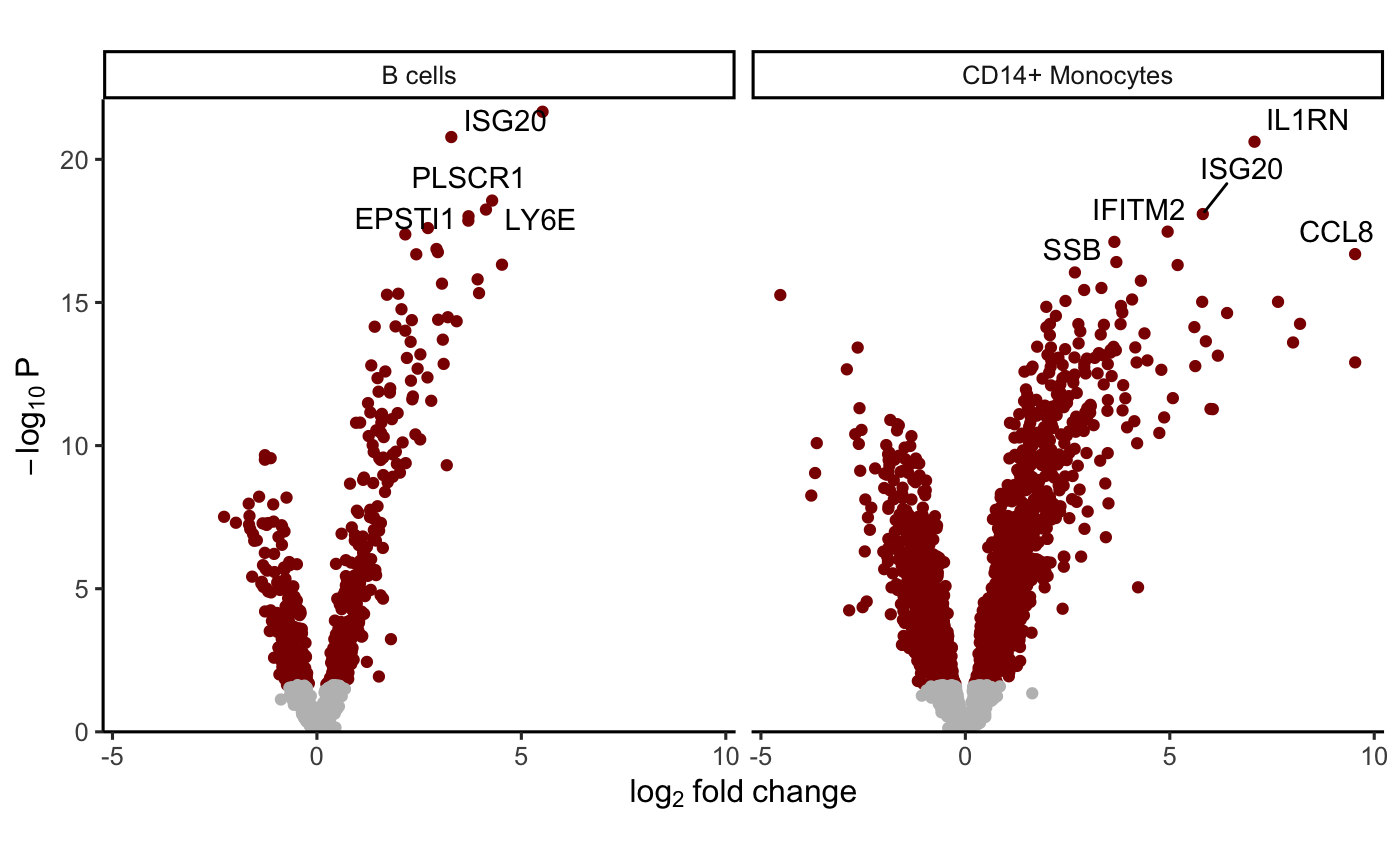 B cells
CD14+ Monocytes
ISG20
PLSCR1
EPSTI1
LY6E
IL1RN
ISG20
IFITM2
CCL8
SSB
20
15
10
5
0
-5 0 5 10
-5 0 5 10
−log10 P
log2 fold change